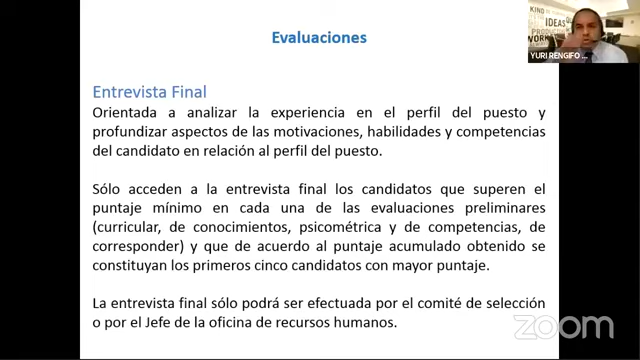 Evaluaciones
Entrevista Final
Orientada a analizar la experiencia en el perfil del puesto y
profundizar aspectos de las motivaciones, habilidades y competencias
del candidato en relación al perfil del puesto.
Sólo acceden a la entrevista final los candidatos que superen el
puntaje mínimo en cada una de las evaluaciones preliminares
(curricular, de conocimientos, psicométrica y de competencias, de
corresponder) y que de acuerdo al puntaje acumulado obtenido se
constituyan los primeros cinco candidatos con mayor puntaje.
La entrevista final sólo podrá ser efectuada por el comité de selección
o por el Jefe de la oficina de recursos humanos.
KIND
IDEAS
WORK
YURI RENGIFO ...
zoom